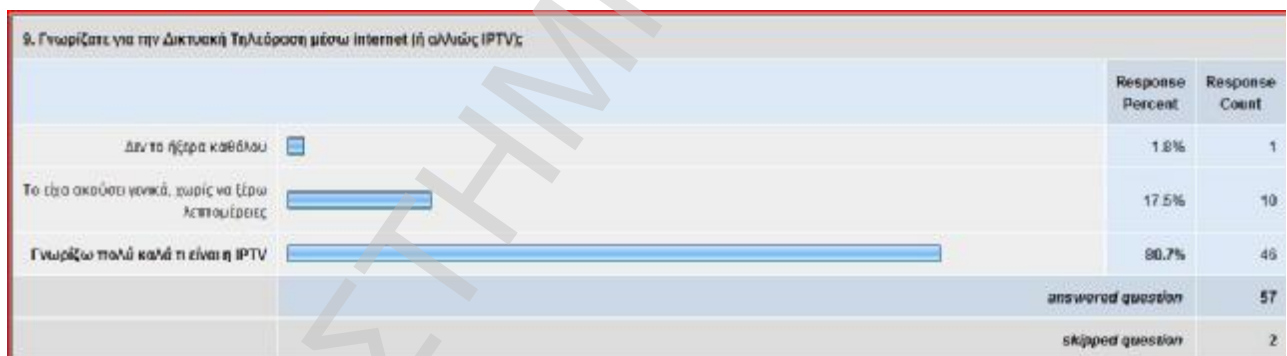 9. Γνωρίζατε για την Δικτυακή Τηλεόραση μέσω internet (ή αλλιώς IPTV);
Response Percent
Response Count
Δεν το ήξερα καθόλου 1.8% 1
Το είχα ακούσει γενικά, χωρίς να ξέρω
λεπτομέρειες 17.5% 10
Γνωρίζω πολύ καλά τι είναι η IPTV 80.7% 46
answered question 57
skipped question 2
ΣΤΗΜ